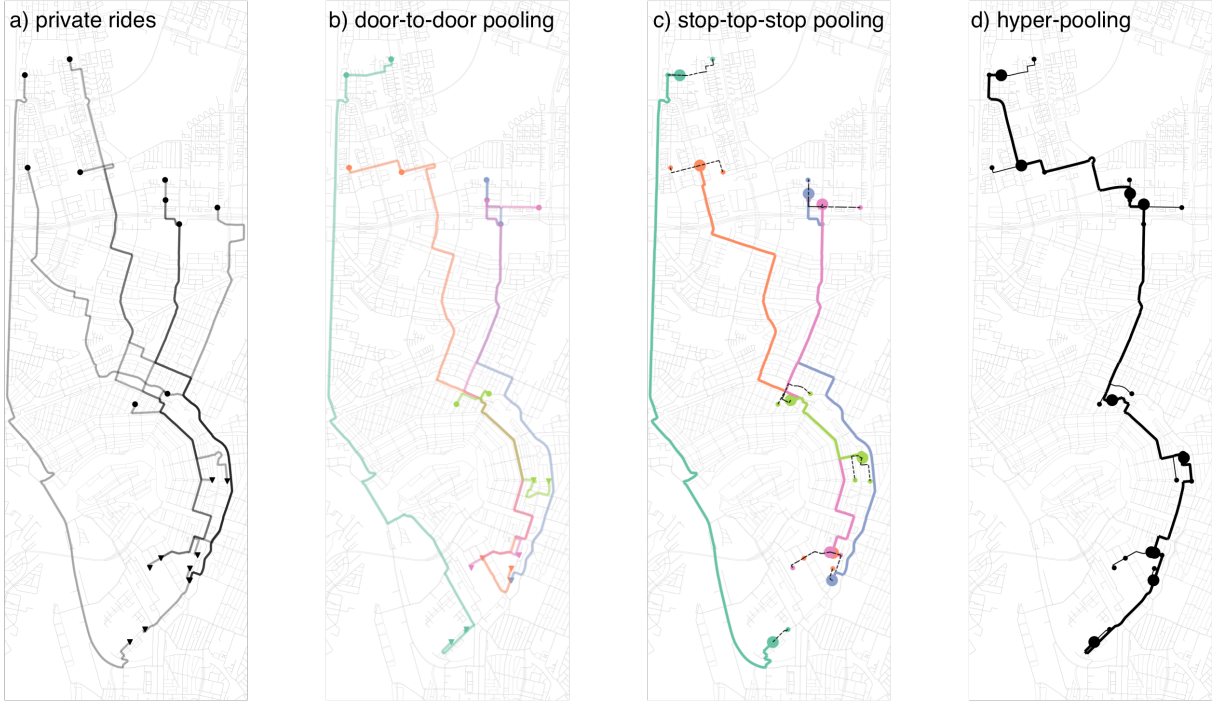 a) private rides
b) door-to-door pooling
c) stop-top-stop pooling
d) hyper-pooling